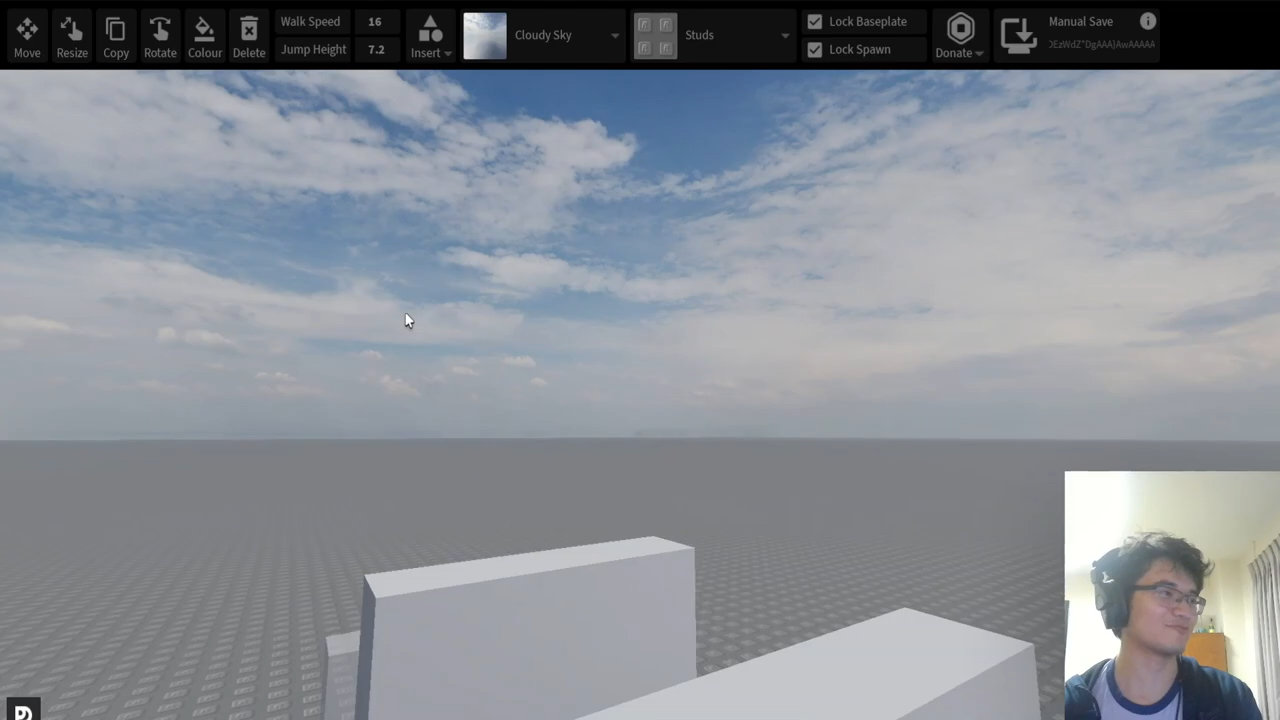 Move
Resize
Copy
Rotate
Colour
Delete
Walk Speed 16
Jump Height 7.2
Insert
Cloudy Sky
Studs
Lock Baseplate
Lock Spawn
Donate
Manual Save